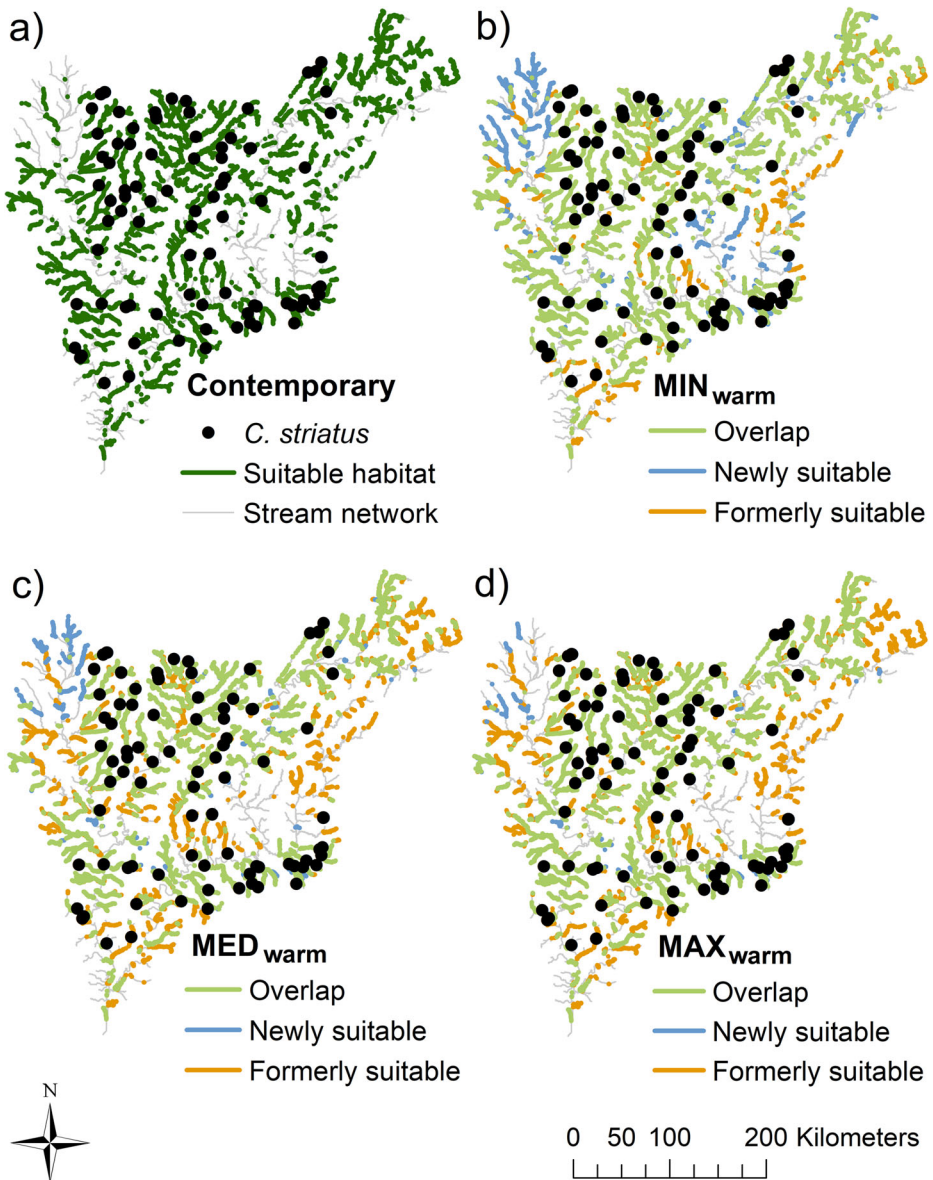 a)
Contemporary
C. striatus
Suitable habitat
Stream network
b)
MINwarm
Overlap
Newly suitable
Formerly suitable
c)
MEDwarm
Overlap
Newly suitable
Formerly suitable
d)
MAXwarm
Overlap
Newly suitable
Formerly suitable
N
0 50 100 200 Kilometers